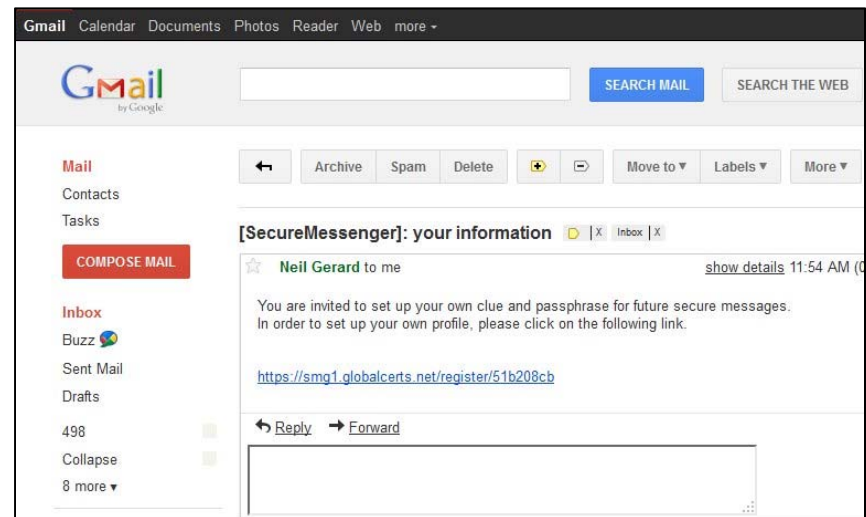 Gmail Calendar Documents Photos Reader Web more
Gmail
by Google
SEARCH MAIL SEARCH THE WEB
Mail
Contacts
Tasks
COMPOSE MAIL
Inbox
Buzz
Sent Mail
Drafts
498
Collapse
8 more
Archive Spam Delete Move to Labels More
[SecureMessenger]: your information X Inbox X
Neil Gerard to me show details 11:54 AM (0
You are invited to set up your own clue and passphrase for future secure messages.
In order to set up your own profile, please click on the following link.
https://smg1.globalcerts.net/register/51b208cb
Reply Forward